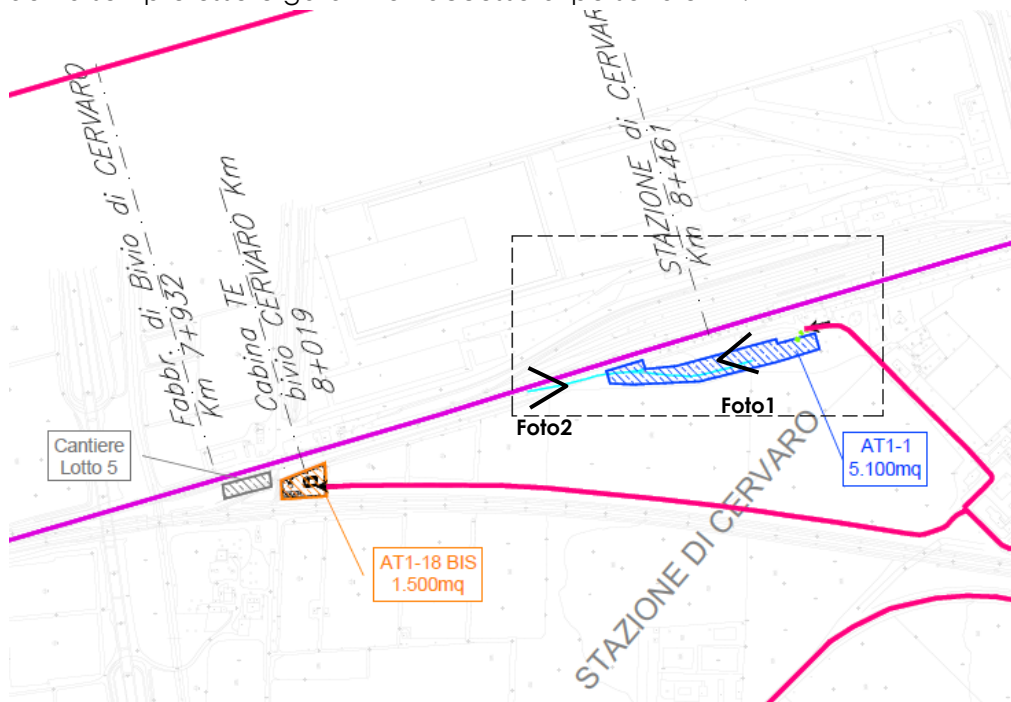 Fabbr. di Bivio di CERVARO
Km 7+932
Cabina TE
bivio CERVARO Km
8+019
STAZIONE di CERVAR
Km 8+461
Foto1
Foto2
Cantiere
Lotto 5
AT1-1
5.100mq
AT1-18 BIS
1.500mq
STAZIONE DI CERVARO